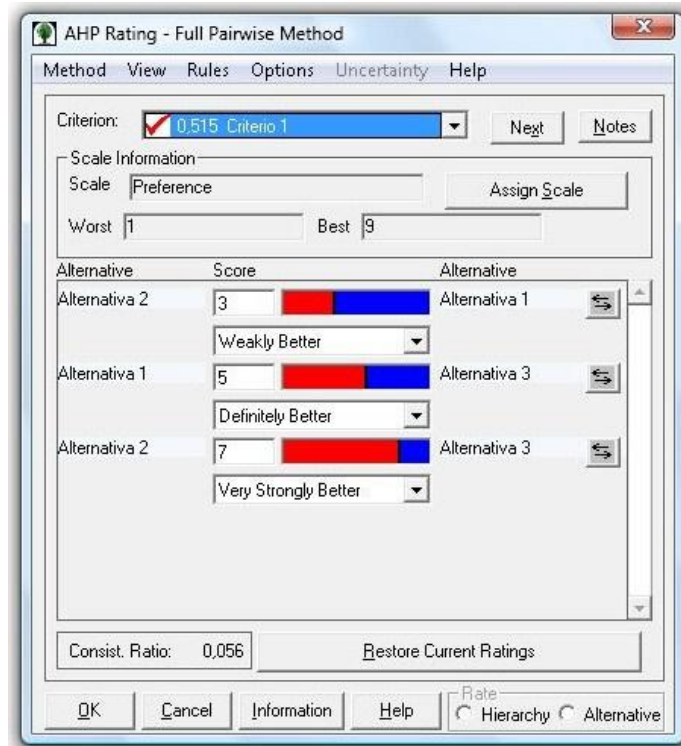 AHP Rating - Full Pairwise Method
Method View Rules Options Uncertainty Help
Criterion: 0,515 Criterio 1 Next Notes
Scale Information
Scale Preference Assign Scale
Worst 1 Best 9
Alternative Score Alternative
Alternativa 2 3 Alternativa 1
Weakly Better
Alternativa 1 5 Alternativa 3
Definitely Better
Alternativa 2 7 Alternativa 3
Very Strongly Better
Consist. Ratio: 0,056 Restore Current Ratings
Rate
OK Cancel Information Help Hierarchy Alternative